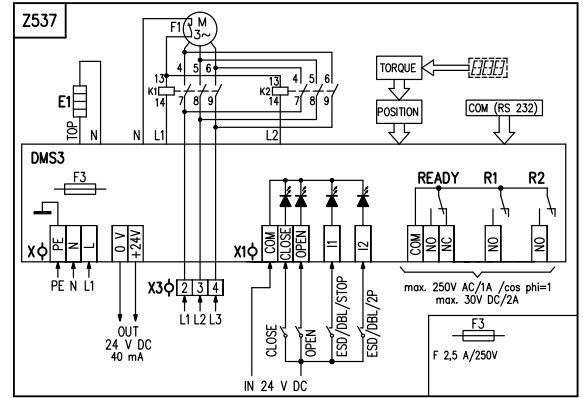 Z537
F1
M
3~
4 5 6
13
K1
14
7 8 9
13
K2
14
4 5 6
7 8 9
E1
TOP
N
N
L1
L2
TORQUE
POSITION
COM (RS 232)
DMS3
F3
READY R1 R2
X
PE
N
L
0 V
+24V
X1
COM
CLOSE
OPEN
I1
I2
COM
NO
NC
NO
NO
PE N L1
X3
2 3 4
L1 L2 L3
OUT
24 V DC
40 mA
CLOSE
OPEN
ESD/DBL/STOP
ESD/DBL/2P
IN 24 V DC
max. 250V AC/1A /cos phi=1
max. 30V DC/2A
F3
F 2,5 A/250V